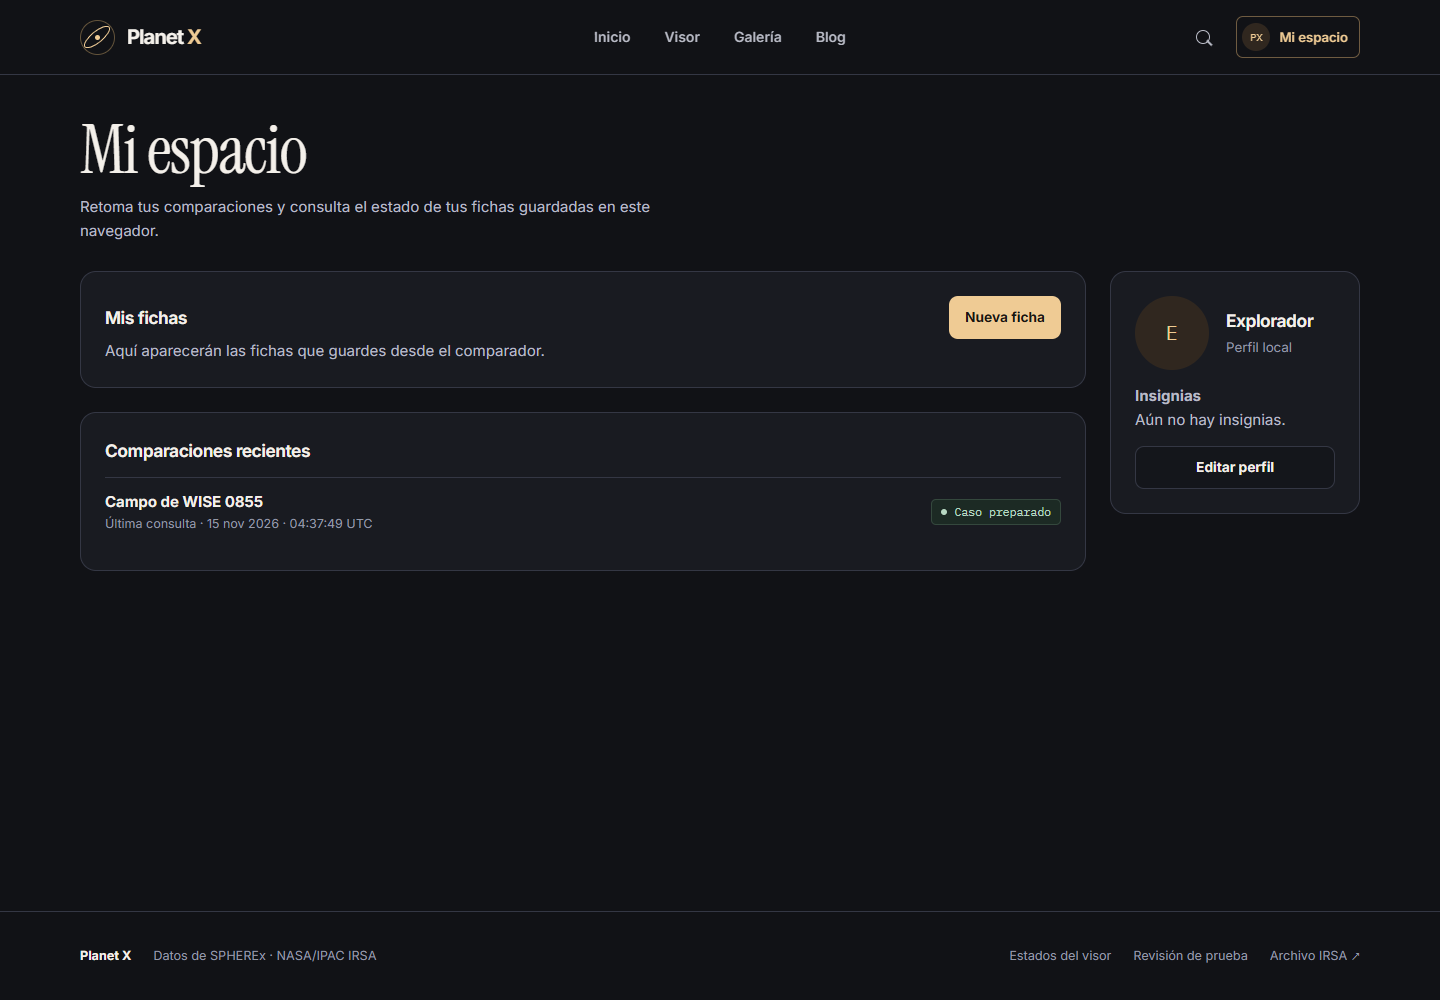 Planet X
Inicio
Visor
Galería
Blog
PX
Mi espacio
Mi espacio
Retoma tus comparaciones y consulta el estado de tus fichas guardadas en este
navegador.
Mis fichas
Nueva ficha
Aquí aparecerán las fichas que guardes desde el comparador.
Comparaciones recientes
Campo de WISE 0855
Última consulta · 15 nov 2026 · 04:37:49 UTC
Caso preparado
E
Explorador
Perfil local
Insignias
Aún no hay insignias.
Editar perfil
Planet X
Datos de SPHEREx · NASA/IPAC IRSA
Estados del visor
Revisión de prueba
Archivo IRSA ↗